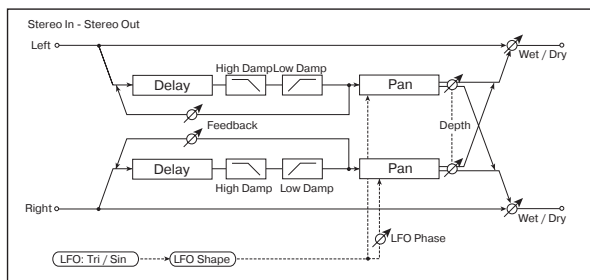 Stereo In - Stereo Out
Left
Wet / Dry
High Damp Low Damp
Delay
Pan
Feedback
Depth
Delay
Pan
High Damp
Low Damp
Right
Wet / Dry
LFO Phase
LFO: Tri / Sin
LFO Shape